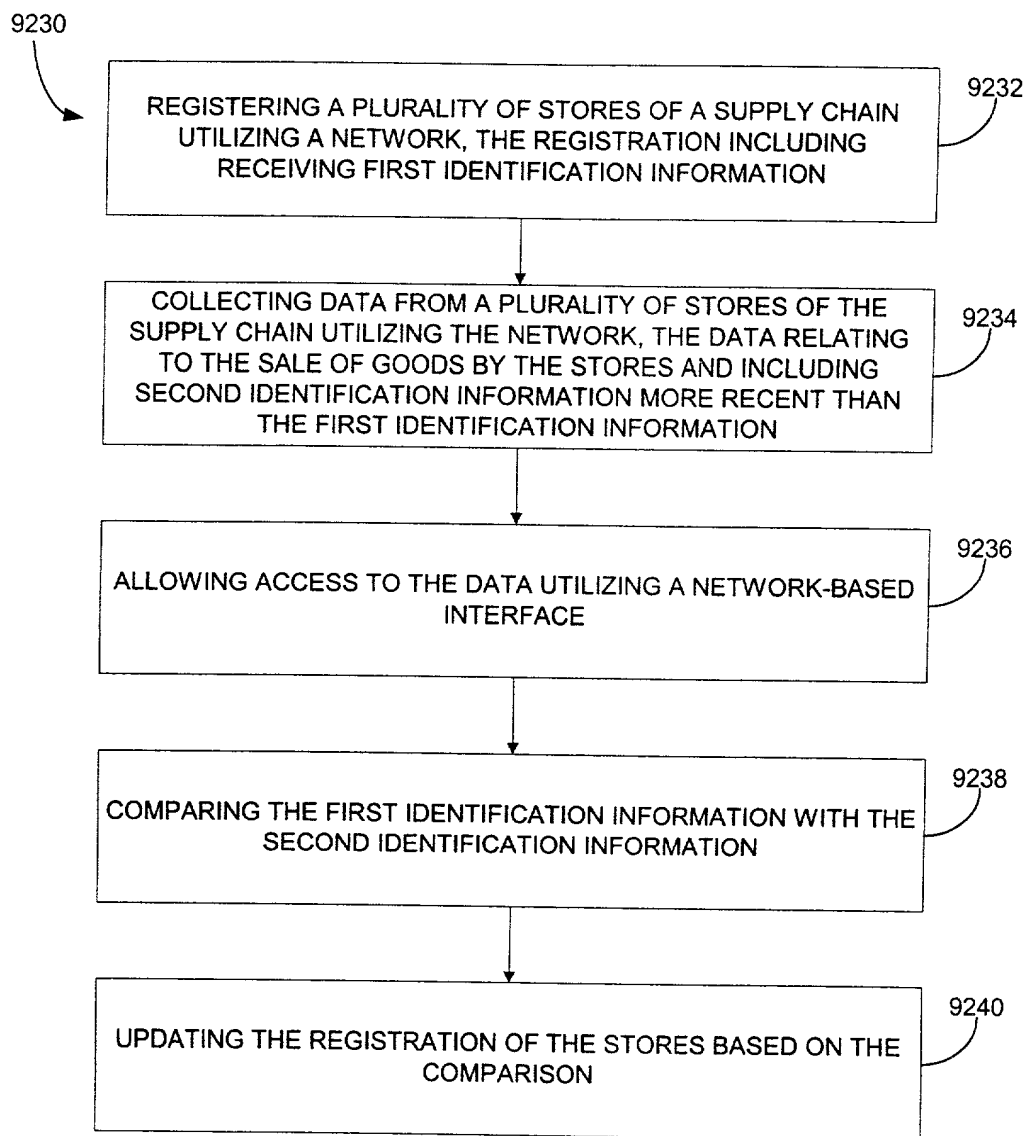 9230
REGISTERING A PLURALITY OF STORES OF A SUPPLY CHAIN
UTILIZING A NETWORK, THE REGISTRATION INCLUDING
RECEIVING FIRST IDENTIFICATION INFORMATION
9232
COLLECTING DATA FROM A PLURALITY OF STORES OF THE
SUPPLY CHAIN UTILIZING THE NETWORK, THE DATA RELATING
TO THE SALE OF GOODS BY THE STORES AND INCLUDING
SECOND IDENTIFICATION INFORMATION MORE RECENT THAN
THE FIRST IDENTIFICATION INFORMATION
9234
ALLOWING ACCESS TO THE DATA UTILIZING A NETWORK-BASED
INTERFACE
9236
COMPARING THE FIRST IDENTIFICATION INFORMATION WITH THE
SECOND IDENTIFICATION INFORMATION
9238
UPDATING THE REGISTRATION OF THE STORES BASED ON THE
COMPARISON
9240